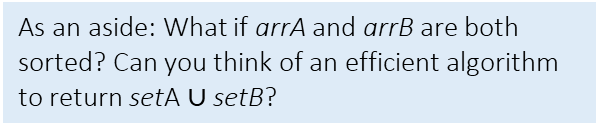 As an aside: What if arrA and arrB are both
sorted? Can you think of an efficient algorithm
to return setA U setB?